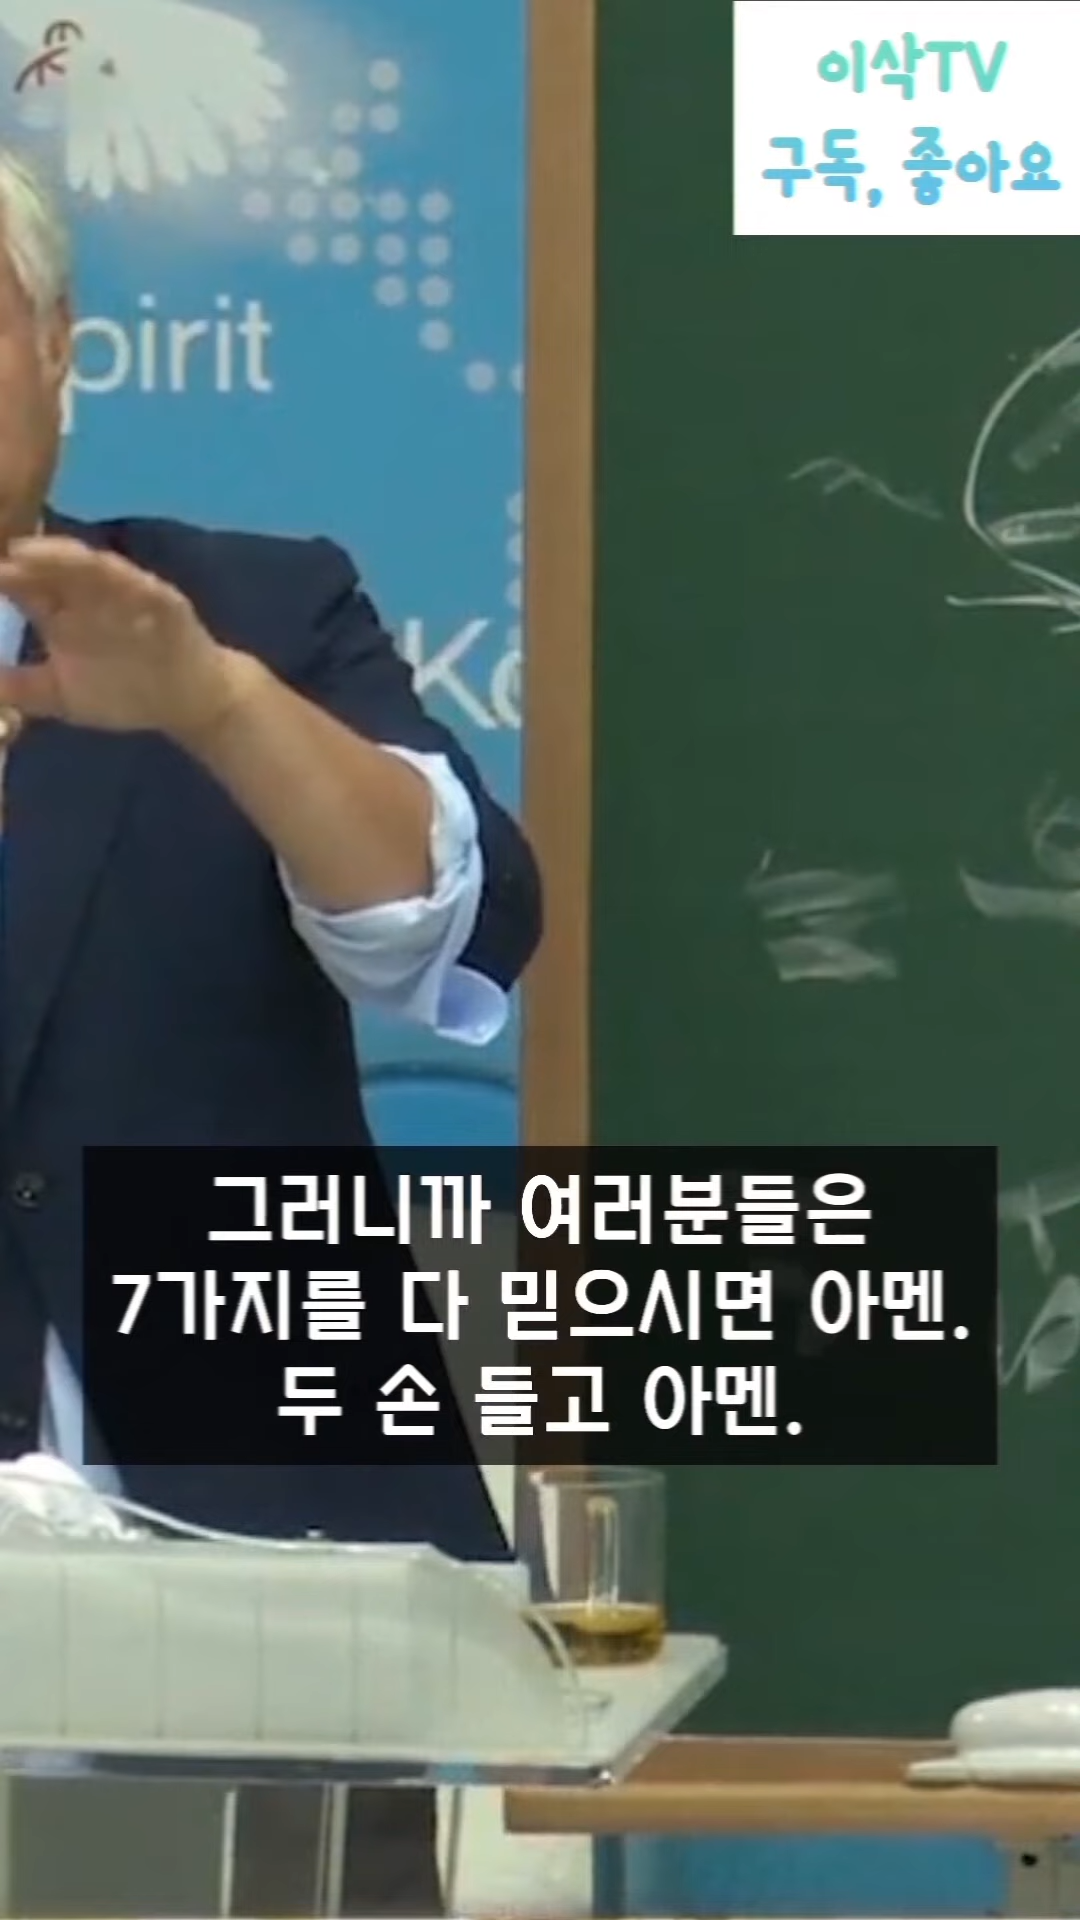 이삭TV
구독, 좋아요
pirit
그러니까 여러분들은
7가지를 다 믿으시면 아멘.
두 손 들고 아멘.